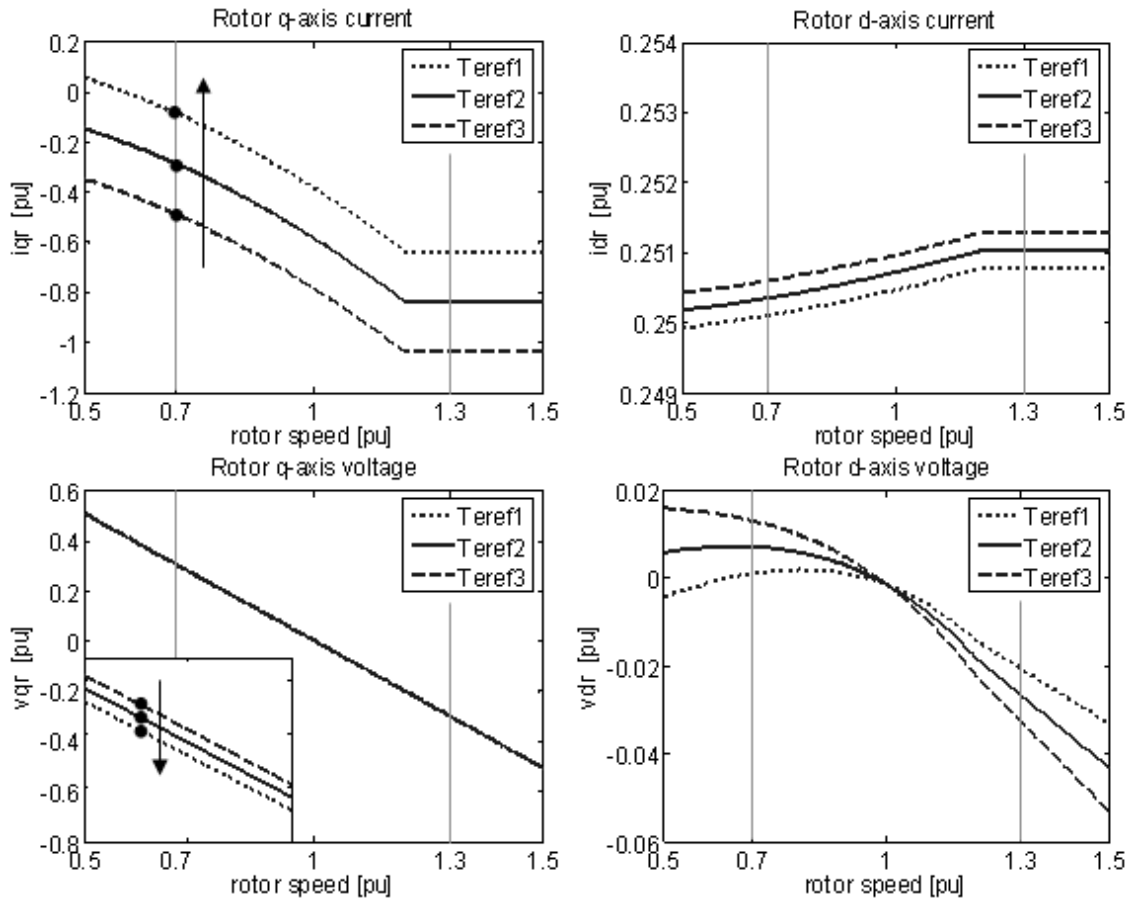 Rotor q-axis current
0.2
0
-0.2
-0.4
-0.6
-0.8
-1
-1.2
iqr [pu]
Teref1
Teref2
Teref3
0.5 0.7 1 1.3 1.5
rotor speed [pu]
Rotor d-axis current
0.254
0.253
0.252
0.251
0.25
0.249
idr [pu]
Teref1
Teref2
Teref3
0.5 0.7 1 1.3 1.5
rotor speed [pu]
Rotor q-axis voltage
0.6
0.4
0.2
0
-0.2
-0.4
-0.6
-0.8
vqr [pu]
Teref1
Teref2
Teref3
0.5 0.7 1 1.3 1.5
rotor speed [pu]
Rotor d-axis voltage
0.02
0
-0.02
-0.04
-0.06
vdr [pu]
Teref1
Teref2
Teref3
0.5 0.7 1 1.3 1.5
rotor speed [pu]